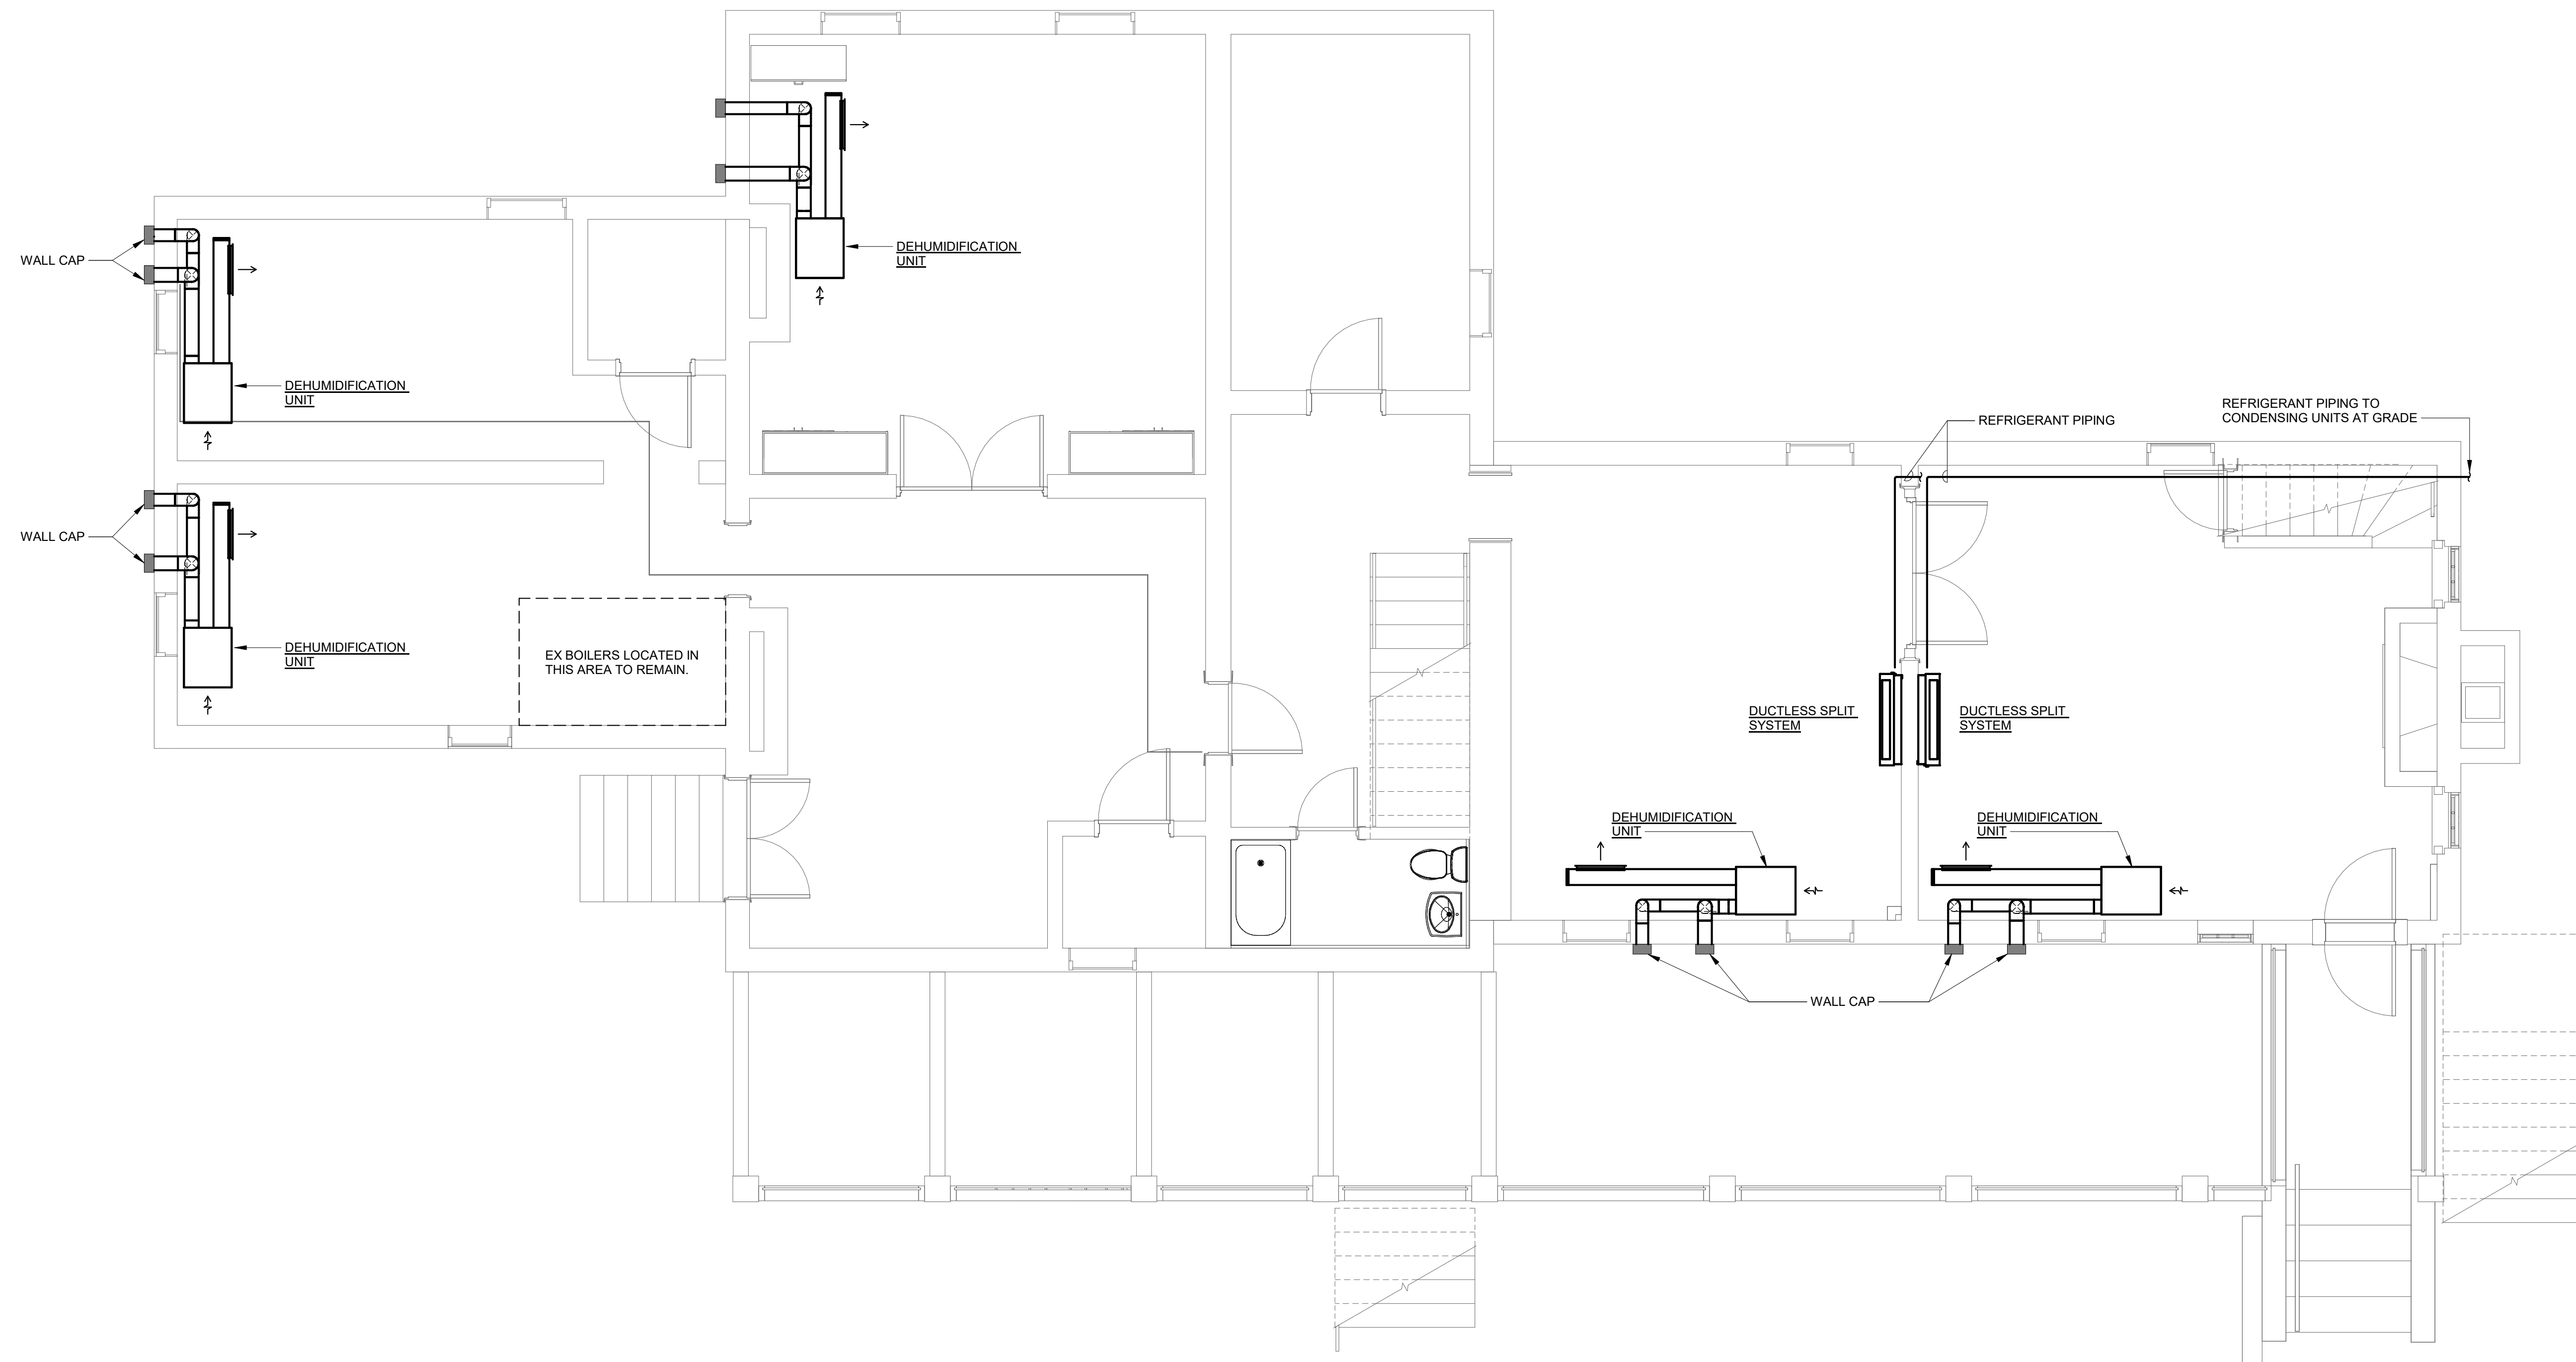 WALL CAP
DEHUMIDIFICATION
UNIT
DEHUMIDIFICATION
UNIT
WALL CAP
DEHUMIDIFICATION
UNIT
EX BOILERS LOCATED IN
THIS AREA TO REMAIN.
REFRIGERANT PIPING
REFRIGERANT PIPING TO
CONDENSING UNITS AT GRADE
DUCTLESS SPLIT
SYSTEM
DUCTLESS SPLIT
SYSTEM
DEHUMIDIFICATION
UNIT
DEHUMIDIFICATION
UNIT
WALL CAP